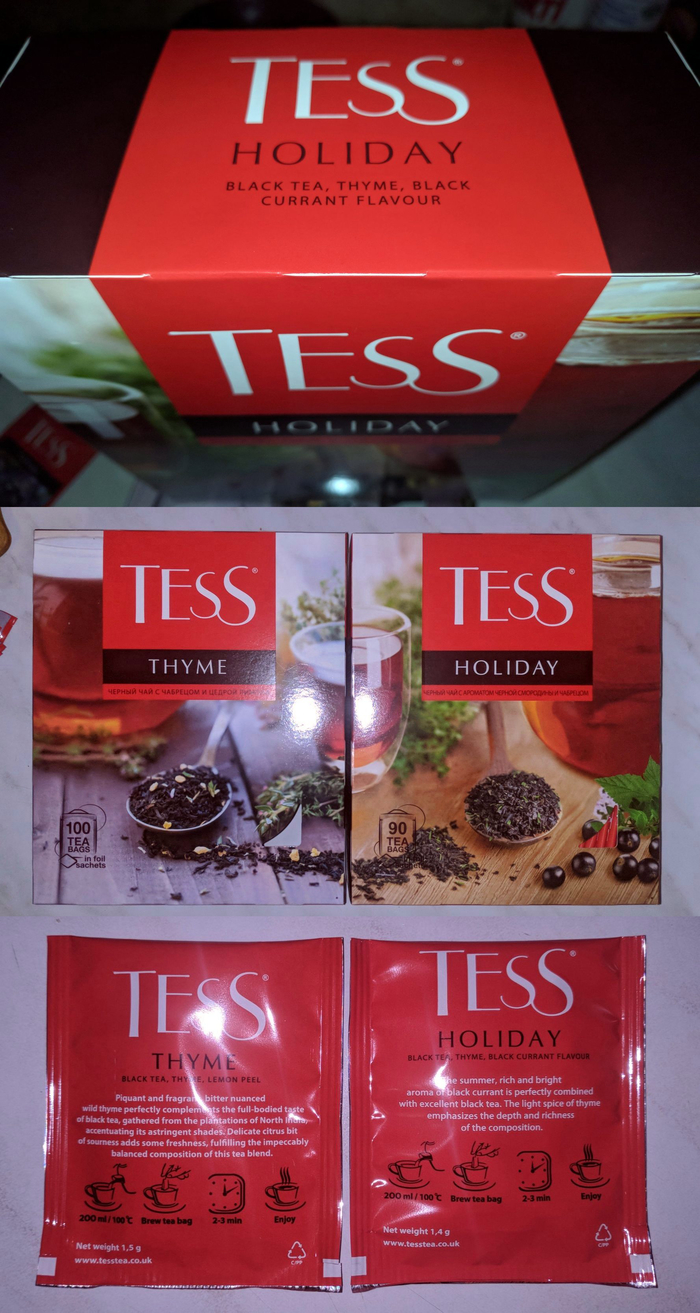 TESS®
HOLIDAY
BLACK TEA, THYME, BLACK
CURRANT FLAVOUR
TESS®
HOLIDAY
TESS
TESS®
THYME
ЧЕРНЫЙ ЧАЙ С ЧАБРЕЦОМ И ЦЕДРОЙ
100
TEA
BAGS
in foil
sachets
TESS®
HOLIDAY
ЧЕРНЫЙ ЧАЙ С АРОМАТОМ ЧЕРНОЙ СМОРОДИНЫ И ЧАБРЕЦОМ
90
TEA
BAGS
in foil
sachets
TESS®
THYME
BLACK TEA, THYME, LEMON PEEL
Piquant and fragrant bitter nuanced
wild thyme perfectly complements the full-bodied taste
of black tea, gathered from the plantations of North India,
accentuating its astringent shades. Delicate citrus bit
of sourness adds some freshness, fulfilling the impeccably
balanced composition of this tea blend.
200 ml / 100 °C Brew tea bag 2-3 min Enjoy
Net weight 1,5 g
www.tesstea.co.uk
C/PP
TESS®
HOLIDAY
BLACK TEA, THYME, BLACK CURRANT FLAVOUR
The summer, rich and bright
aroma of black currant is perfectly combined
with excellent black tea. The light spice of thyme
emphasizes the depth and richness
of the composition.
200 ml / 100 °C Brew tea bag 2-3 min Enjoy
Net weight 1,4 g
www.tesstea.co.uk
C/PP